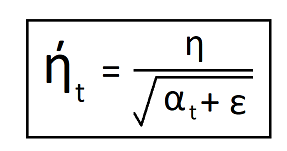 ή_t = η / √(α_t + ε)